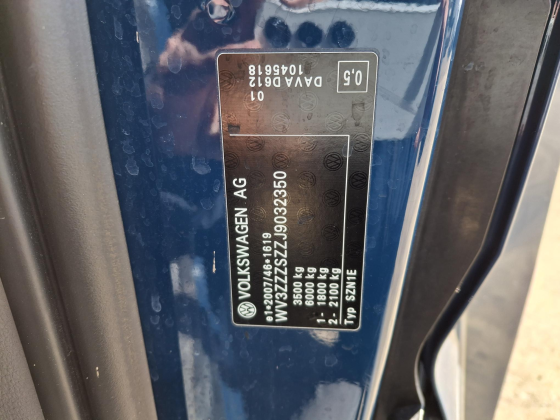 VOLKSWAGEN AG
e1*2007/46*1619
WV3ZZZSZZJ9032350
3500 kg
6000 kg
1- 1800 kg
2- 2100 kg
Typ SZN1E
01
DAVA D612
1045618
0,5